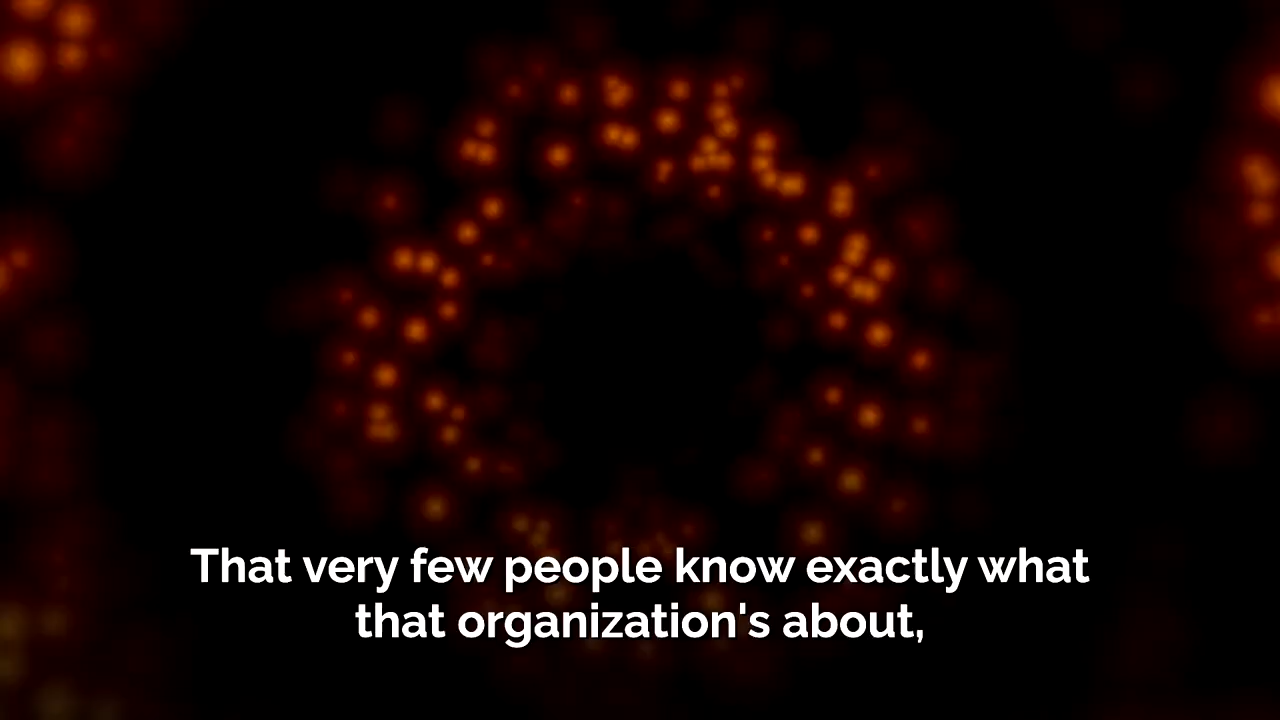 That very few people know exactly what
that organization's about,